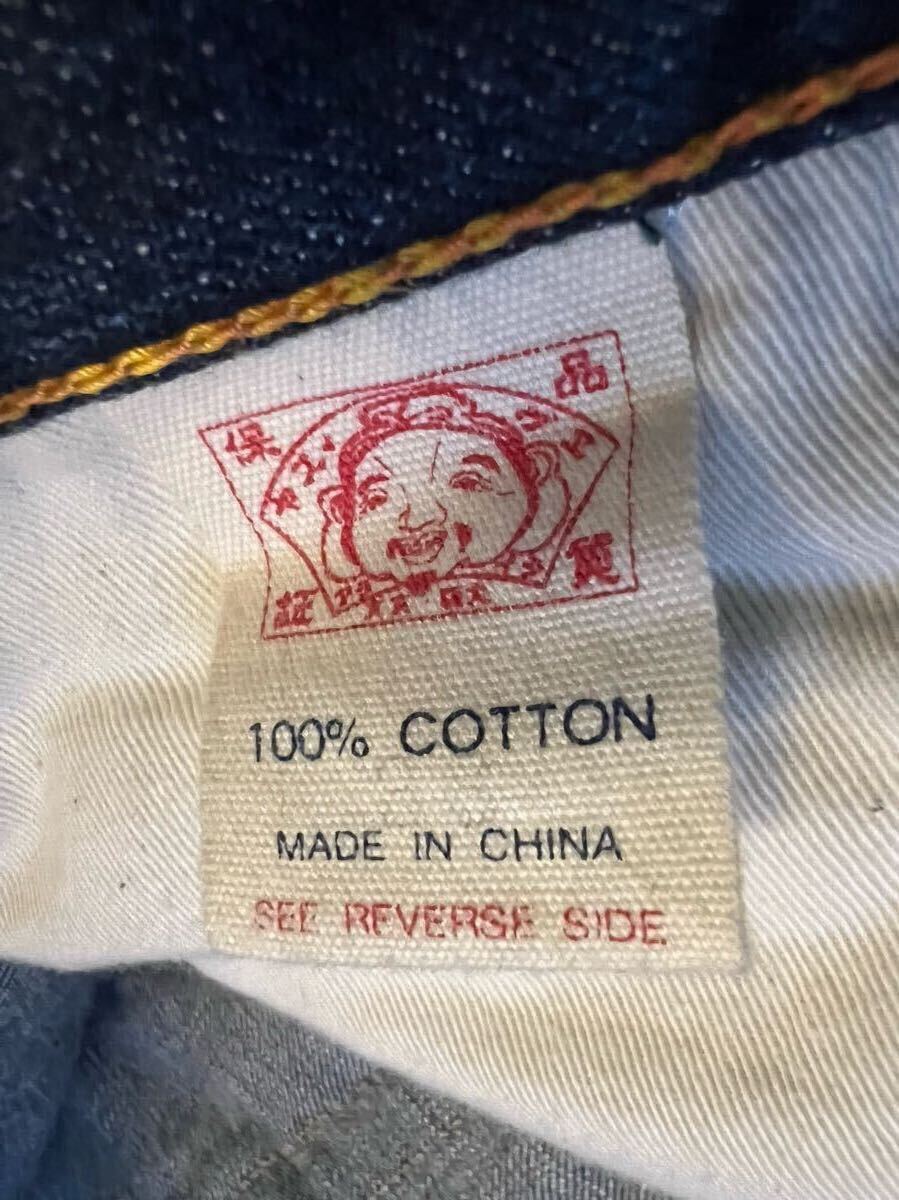 保 品
証 質
100% COTTON
MADE IN CHINA
SEE REVERSE SIDE